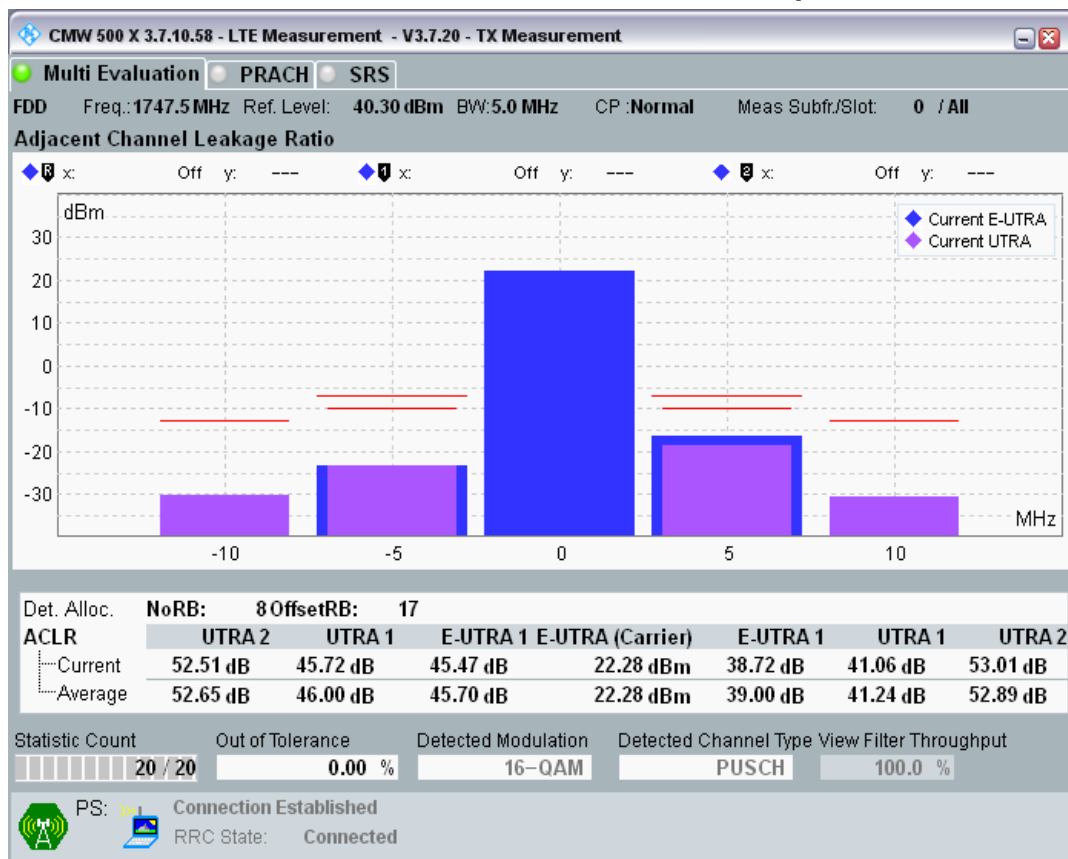 CMW 500 X 3.7.10.58 - LTE Measurement - V3.7.20 - TX Measurement
Multi Evaluation PRACH SRS
FDD Freq.:1747.5 MHz Ref. Level: 40.30 dBm BW:5.0 MHz CP :Normal Meas Subfr./Slot: 0 / All
Adjacent Channel Leakage Ratio
R x: Off y: --- 1 x: Off y: --- 2 x: Off y: ---
dBm
Current E-UTRA
Current UTRA
30
20
10
0
-10
-20
-30
MHz
-10 -5 0 5 10
Det. Alloc. NoRB: 8 OffsetRB: 17
ACLR UTRA 2 UTRA 1 E-UTRA 1 E-UTRA (Carrier) E-UTRA 1 UTRA 1 UTRA 2
Current 52.51 dB 45.72 dB 45.47 dB 22.28 dBm 38.72 dB 41.06 dB 53.01 dB
Average 52.65 dB 46.00 dB 45.70 dB 22.28 dBm 39.00 dB 41.24 dB 52.89 dB
Statistic Count Out of Tolerance Detected Modulation Detected Channel Type View Filter Throughput
20 / 20 0.00 % 16-QAM PUSCH 100.0 %
PS: Connection Established
RRC State: Connected